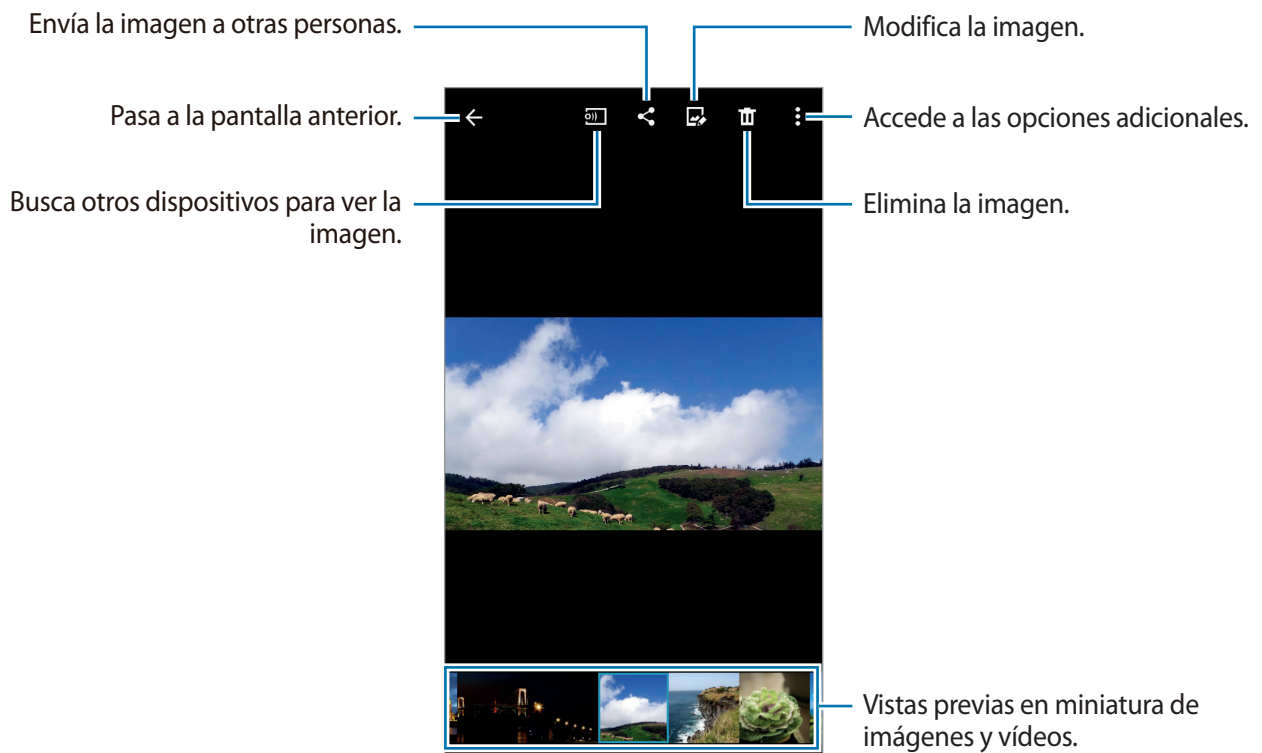 Envía la imagen a otras personas.
Modifica la imagen.
Pasa a la pantalla anterior.
Accede a las opciones adicionales.
Busca otros dispositivos para ver la
imagen.
Elimina la imagen.
Vistas previas en miniatura de
imágenes y vídeos.